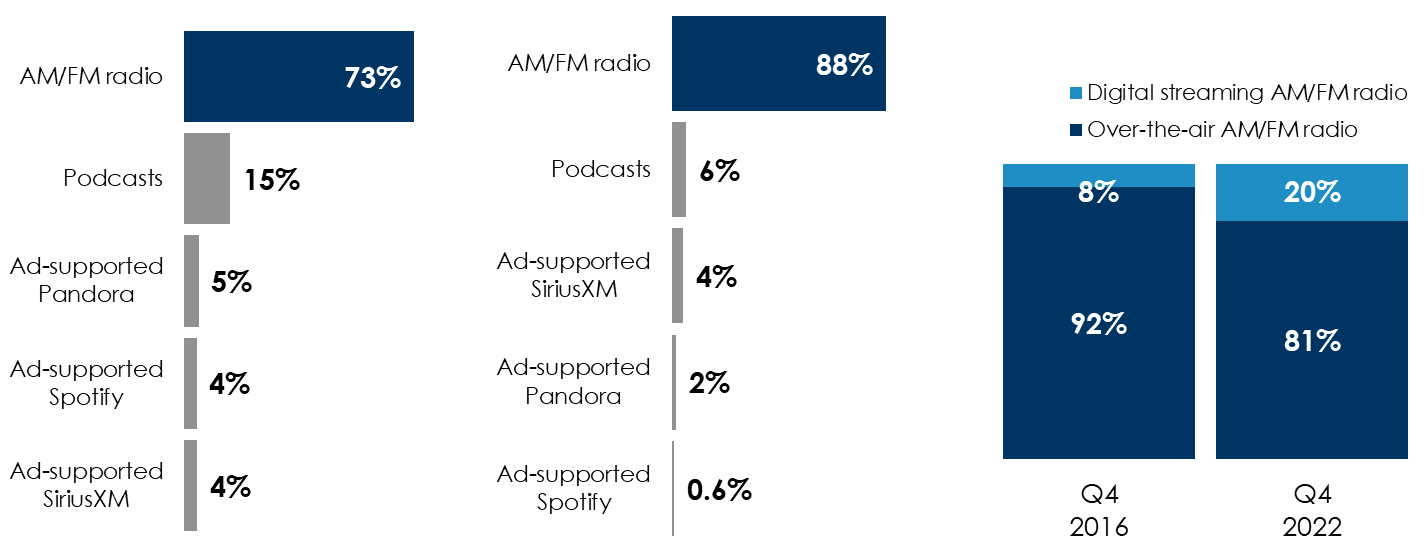 AM/FM radio
73%
Podcasts
15%
Ad-supported
Pandora
5%
Ad-supported
Spotify
4%
Ad-supported
SiriusXM
4%
AM/FM radio
88%
Podcasts
6%
Ad-supported
SiriusXM
4%
Ad-supported
Pandora
2%
Ad-supported
Spotify
0.6%
Digital streaming AM/FM radio
Over-the-air AM/FM radio
8%
92%
Q4
2016
20%
81%
Q4
2022